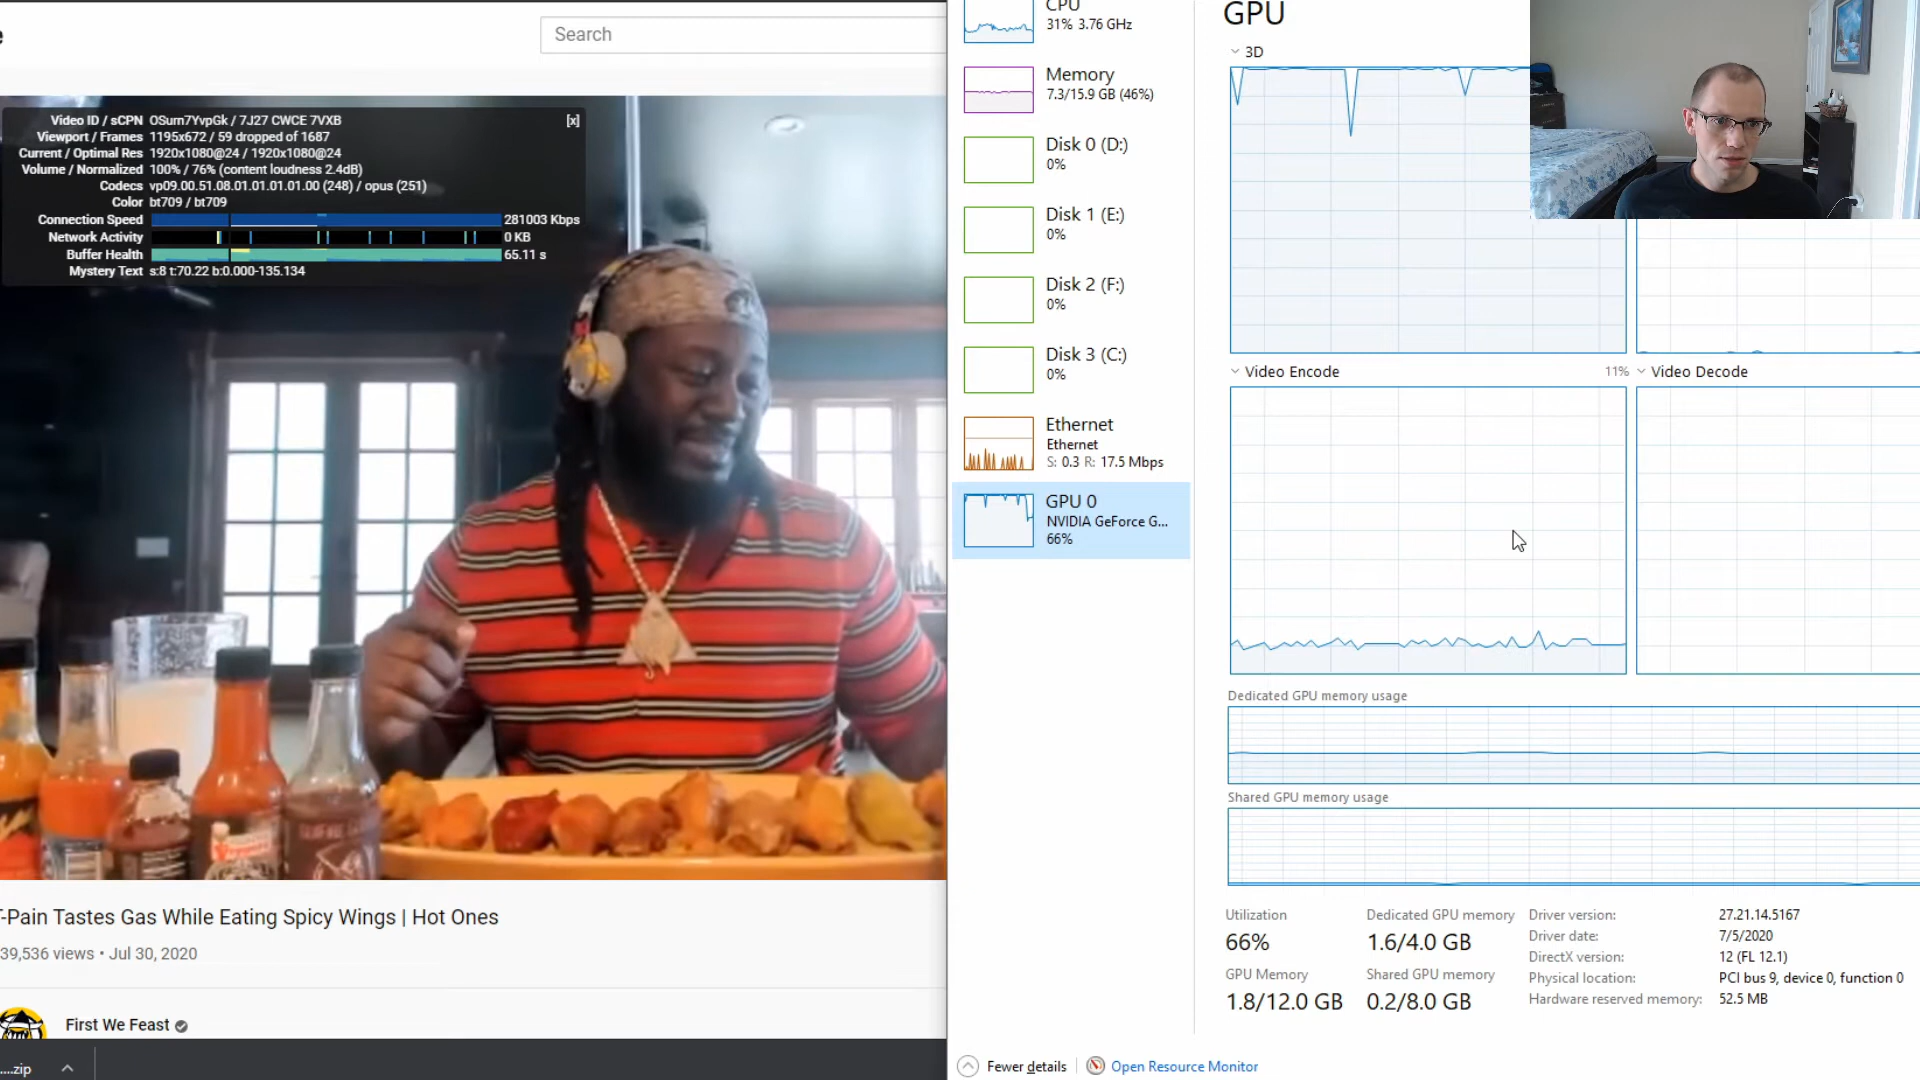 Search
Video ID / sCPN OSum7YvpGk / 7J27 CWCE 7VXB
[x]
Viewport / Frames 1195x672 / 59 dropped of 1687
Current / Optimal Res 1920x1080@24 / 1920x1080@24
Volume / Normalized 100% / 76% (content loudness 2.4dB)
Codecs vp09.00.51.08.01.01.01.01.00 (248) / opus (251)
Color bt709 / bt709
Connection Speed 281003 Kbps
Network Activity 0 KB
Buffer Health 65.11 s
Mystery Text s:8 t:70.22 b:0.000-135.134
T-Pain Tastes Gas While Eating Spicy Wings | Hot Ones
39,536 views • Jul 30, 2020
First We Feast
....zip
CPU
31% 3.76 GHz
Memory
7.3/15.9 GB (46%)
Disk 0 (D:)
0%
Disk 1 (E:)
0%
Disk 2 (F:)
0%
Disk 3 (C:)
0%
Ethernet
Ethernet
S: 0.3 R: 17.5 Mbps
GPU 0
NVIDIA GeForce G...
66%
GPU
3D
Video Encode 11%
Video Decode
Dedicated GPU memory usage
Shared GPU memory usage
Utilization
66%
Dedicated GPU memory
1.6/4.0 GB
GPU Memory
1.8/12.0 GB
Shared GPU memory
0.2/8.0 GB
Driver version: 27.21.14.5167
Driver date: 7/5/2020
DirectX version: 12 (FL 12.1)
Physical location: PCI bus 9, device 0, function 0
Hardware reserved memory: 52.5 MB
Fewer details
Open Resource Monitor